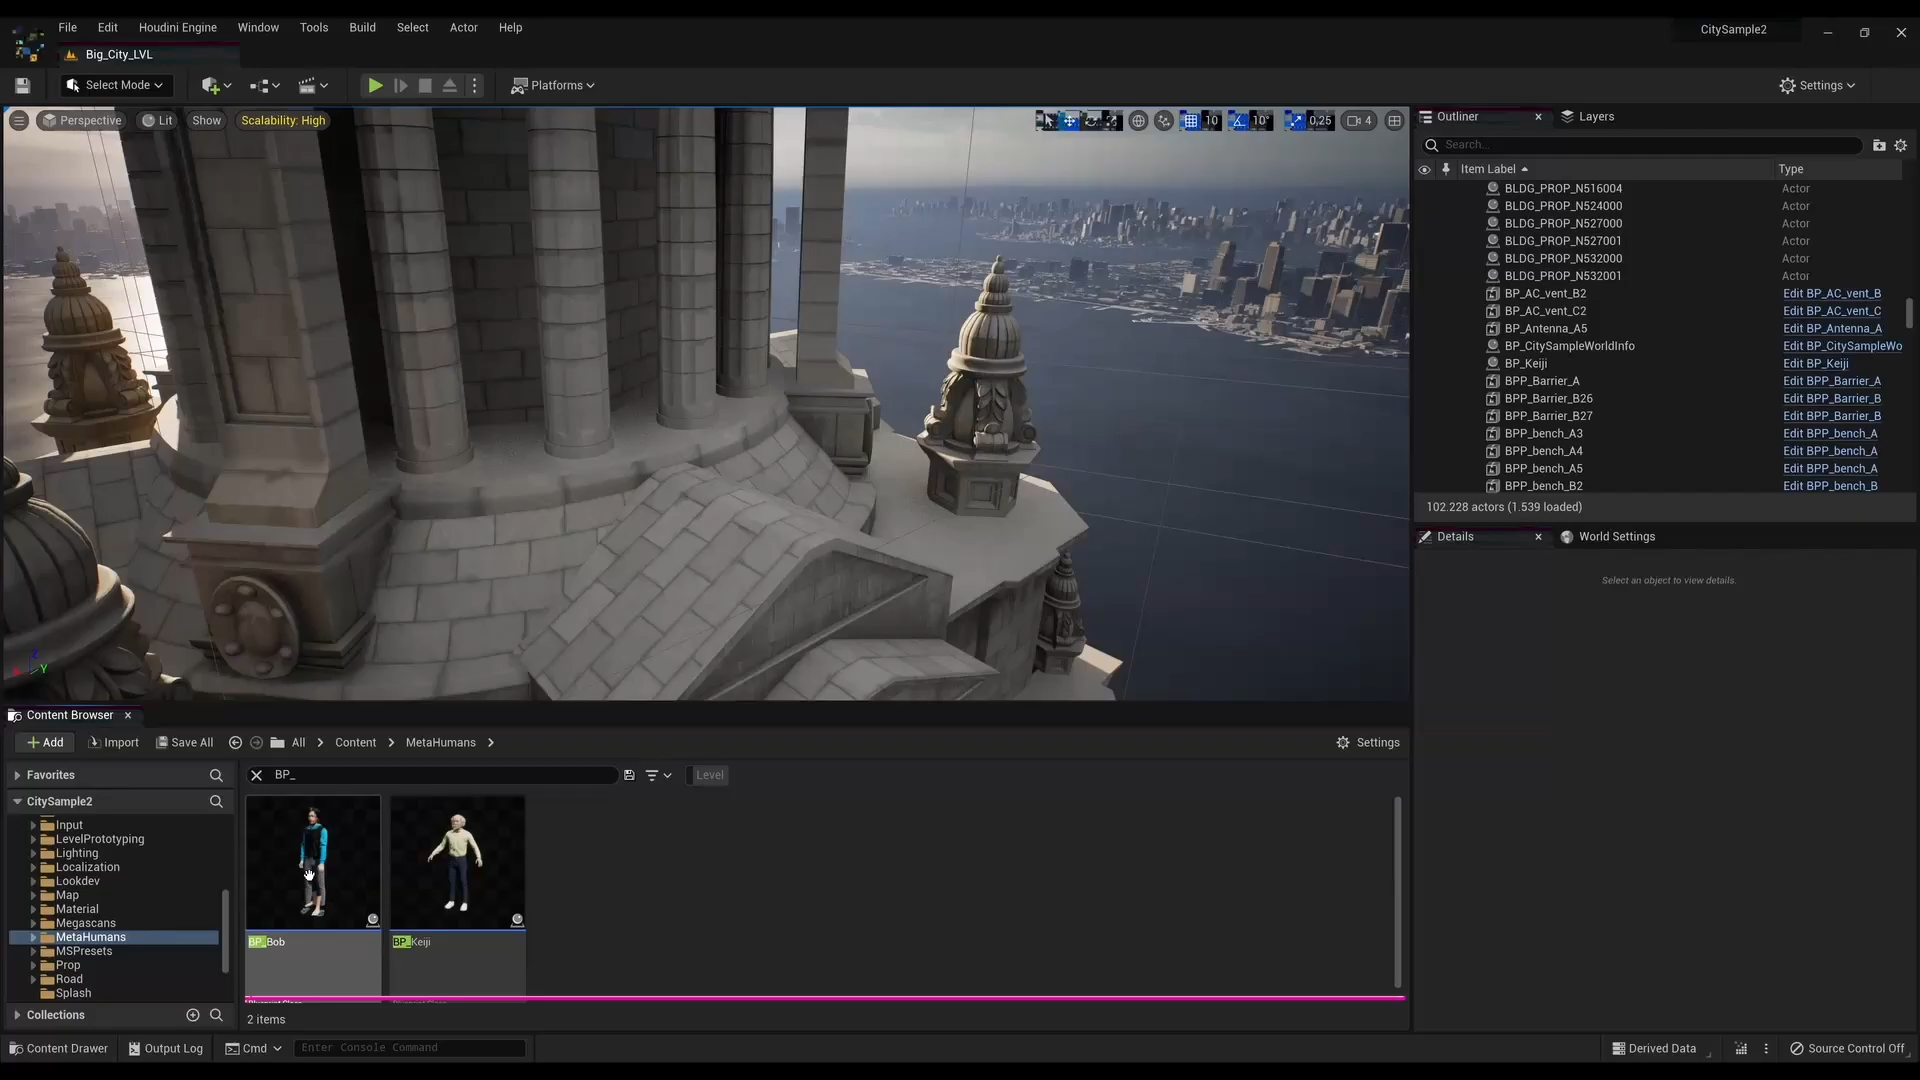 File Edit Houdini Engine Window Tools Build Select Actor Help
CitySample2
Big_City_LVL
Select Mode
Platforms
Settings
Perspective Lit Show Scalability: High
10 10° 0,25 4
Outliner Layers
Search...
Item Label Type
BLDG_PROP_N516004 Actor
BLDG_PROP_N524000 Actor
BLDG_PROP_N527000 Actor
BLDG_PROP_N527001 Actor
BLDG_PROP_N532000 Actor
BLDG_PROP_N532001 Actor
BP_AC_vent_B2 Edit BP_AC_vent_B
BP_AC_vent_C2 Edit BP_AC_vent_C
BP_Antenna_A5 Edit BP_Antenna_A
BP_CitySampleWorldInfo Edit BP_CitySampleWo
BP_Keiji Edit BP_Keiji
BPP_Barrier_A Edit BPP_Barrier_A
BPP_Barrier_B26 Edit BPP_Barrier_B
BPP_Barrier_B27 Edit BPP_Barrier_B
BPP_bench_A3 Edit BPP_bench_A
BPP_bench_A4 Edit BPP_bench_A
BPP_bench_A5 Edit BPP_bench_A
BPP_bench_B2 Edit BPP_bench_B
102.228 actors (1.539 loaded)
Details World Settings
Select an object to view details.
Z
Y
Content Browser
Add Import Save All All Content MetaHumans
Settings
Favorites
BP_
Level
CitySample2
Input
LevelPrototyping
Lighting
Localization
Lookdev
Map
Material
Megascans
MetaHumans
MSPresets
Prop
Road
Splash
BP_Bob
BP_Keiji
Collections
2 items
Content Drawer Output Log Cmd Enter Console Command
Derived Data Source Control Off